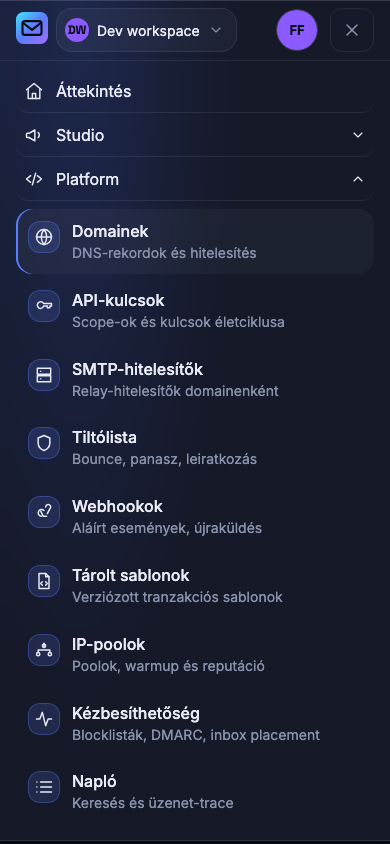 DW Dev workspace FF
Áttekintés
Studio
Platform
Domainek
DNS-rekordok és hitelesítés
API-kulcsok
Scope-ok és kulcsok életciklusa
SMTP-hitelesítők
Relay-hitelesítők domainenként
Tiltólista
Bounce, panasz, leiratkozás
Webhookok
Aláírt események, újraküldés
Tárolt sablonok
Verziózott tranzakciós sablonok
IP-poolok
Poolok, warmup és reputáció
Kézbesíthetőség
Blocklisták, DMARC, inbox placement
Napló
Keresés és üzenet-trace